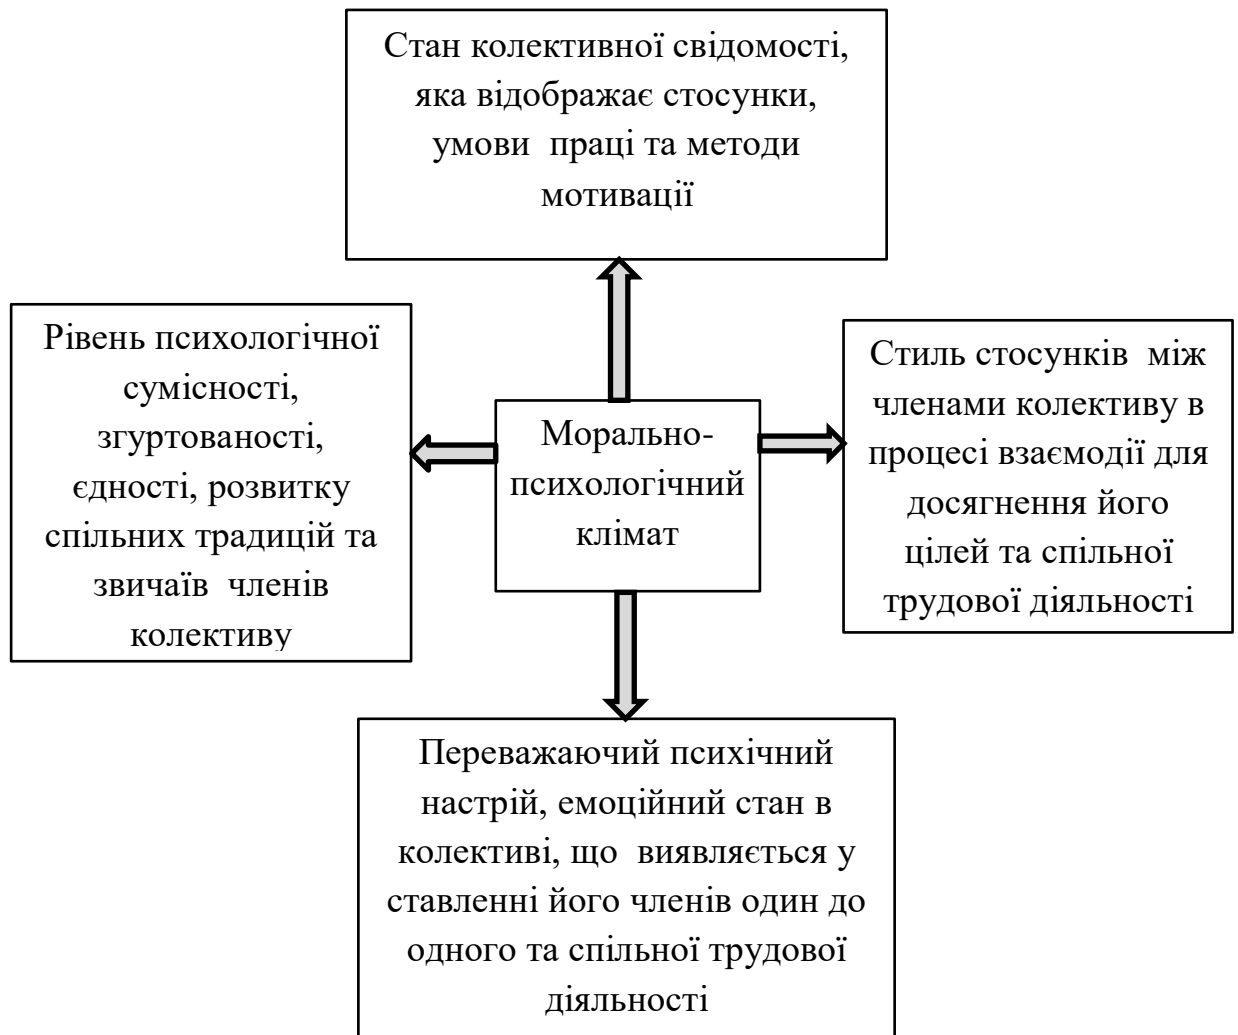 Стан колективної свідомості,
яка відображає стосунки,
умови праці та методи
мотивації
Рівень психологічної
сумісності,
згуртованості,
єдності, розвитку
спільних традицій та
звичаїв членів
колективу
Морально-
психологічний
клімат
Стиль стосунків між
членами колективу в
процесі взаємодії для
досягнення його
цілей та спільної
трудової діяльності
Переважаючий психічний
настрій, емоційний стан в
колективі, що виявляється у
ставленні його членів один до
одного та спільної трудової
діяльності